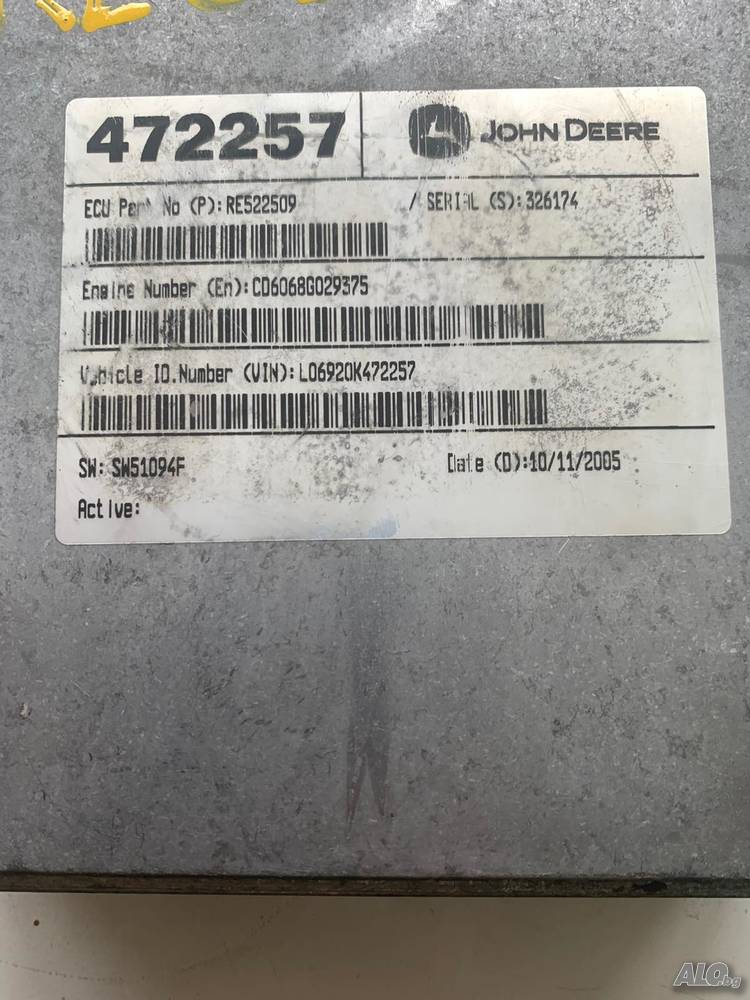 472257 JOHN DEERE
ECU Part No (P):RE522509 / SERIAL (S):326174
Engine Number (En):CD6068G029375
Vehicle ID.Number (VIN):L06920K472257
SW: SW51094F Date (D):10/11/2005
Active:
ALO.bg